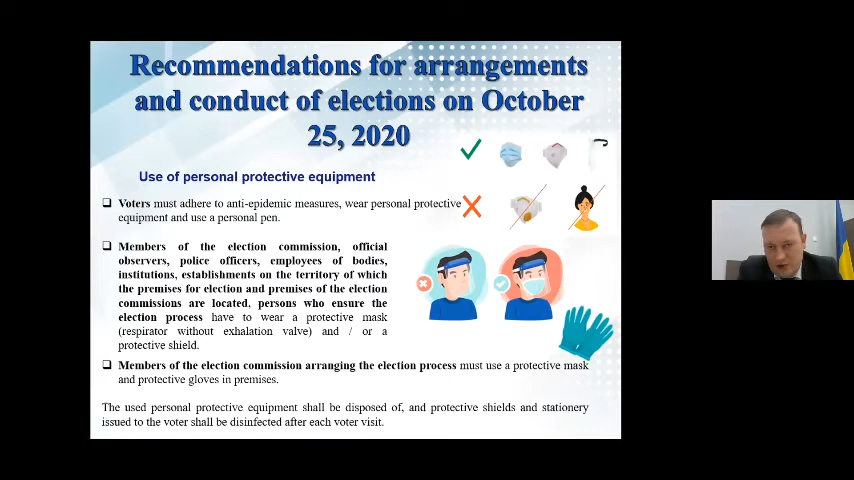 Recommendations for arrangements
and conduct of elections on October
25, 2020
Use of personal protective equipment
Voters must adhere to anti-epidemic measures, wear personal protective
equipment and use a personal pen.
Members of the election commission, official
observers, police officers, employees of bodies,
institutions, establishments on the territory of which
the premises for election and premises of the election
commissions are located, persons who ensure the
election process have to wear a protective mask
(respirator without exhalation valve) and / or a
protective shield.
Members of the election commission arranging the election process must use a protective mask
and protective gloves in premises.
The used personal protective equipment shall be disposed of, and protective shields and stationery
issued to the voter shall be disinfected after each voter visit.